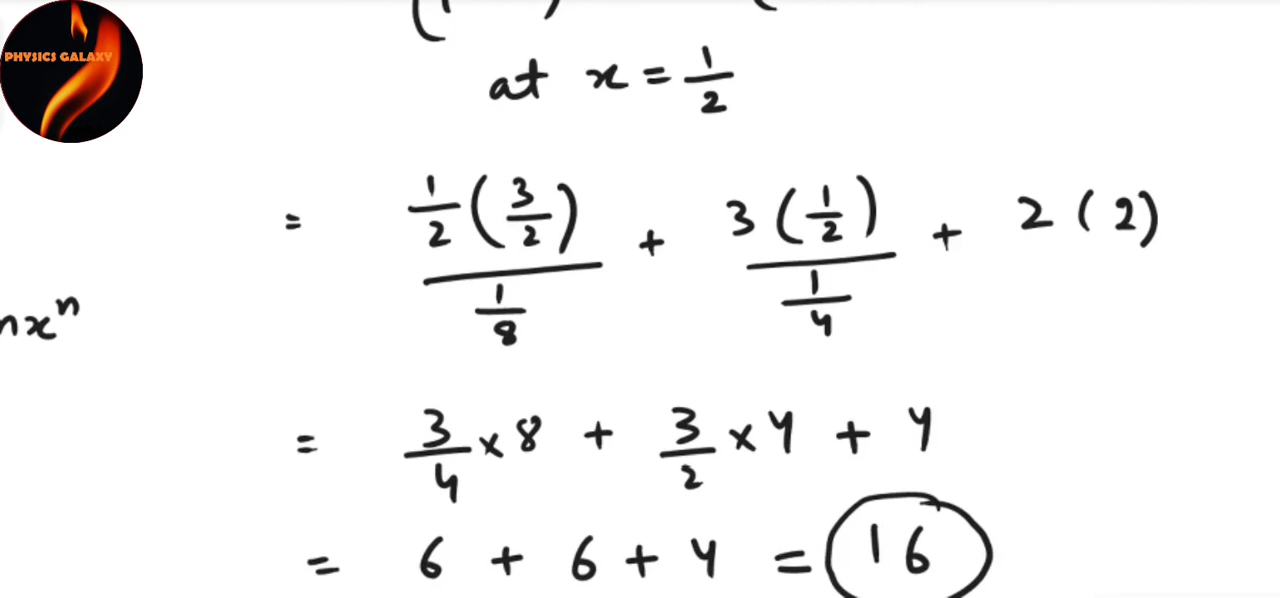 PHYSICS GALAXY
at x = 1/2
= (1/2 (3/2)) / (1/8) + (3 (1/2)) / (1/4) + 2 (2)
nx^n
= 3/4 × 8 + 3/2 × 4 + 4
= 6 + 6 + 4 = 16